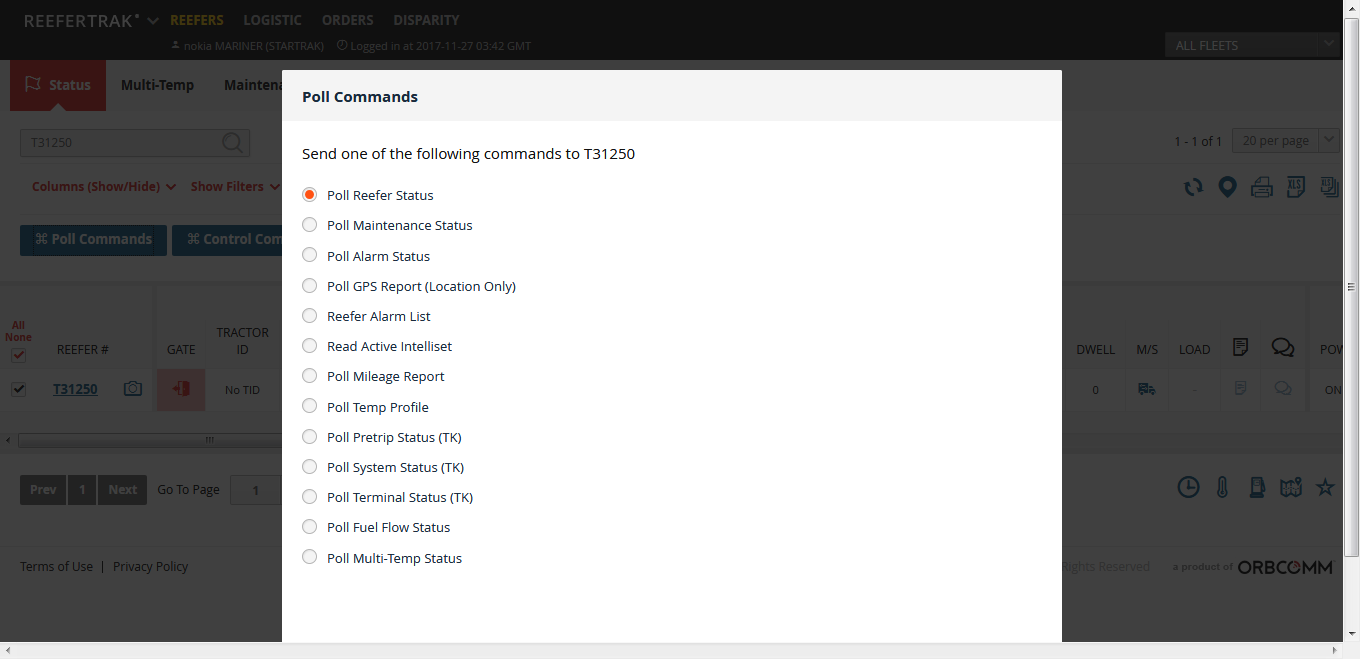 REEFERTRAK REEFERS LOGISTIC ORDERS DISPARITY
nokia MARINER (STARTRAK) Logged in at 2017-11-27 03:42 GMT
ALL FLEETS
Status Multi-Temp Maintena
Poll Commands
T31250
1 - 1 of 1 20 per page
Send one of the following commands to T31250
Columns (Show/Hide) Show Filters
XLS XLS
Poll Commands Control Com
Poll Reefer Status
Poll Maintenance Status
Poll Alarm Status
Poll GPS Report (Location Only)
Reefer Alarm List
Read Active Intelliset
Poll Mileage Report
Poll Temp Profile
Poll Pretrip Status (TK)
Poll System Status (TK)
Poll Terminal Status (TK)
Poll Fuel Flow Status
Poll Multi-Temp Status
All
None
REEFER # GATE TRACTOR ID DWELL M/S LOAD POW
T31250 No TID 0 - ON
Prev 1 Next Go To Page 1
Terms of Use | Privacy Policy Rights Reserved a product of ORBCOMM